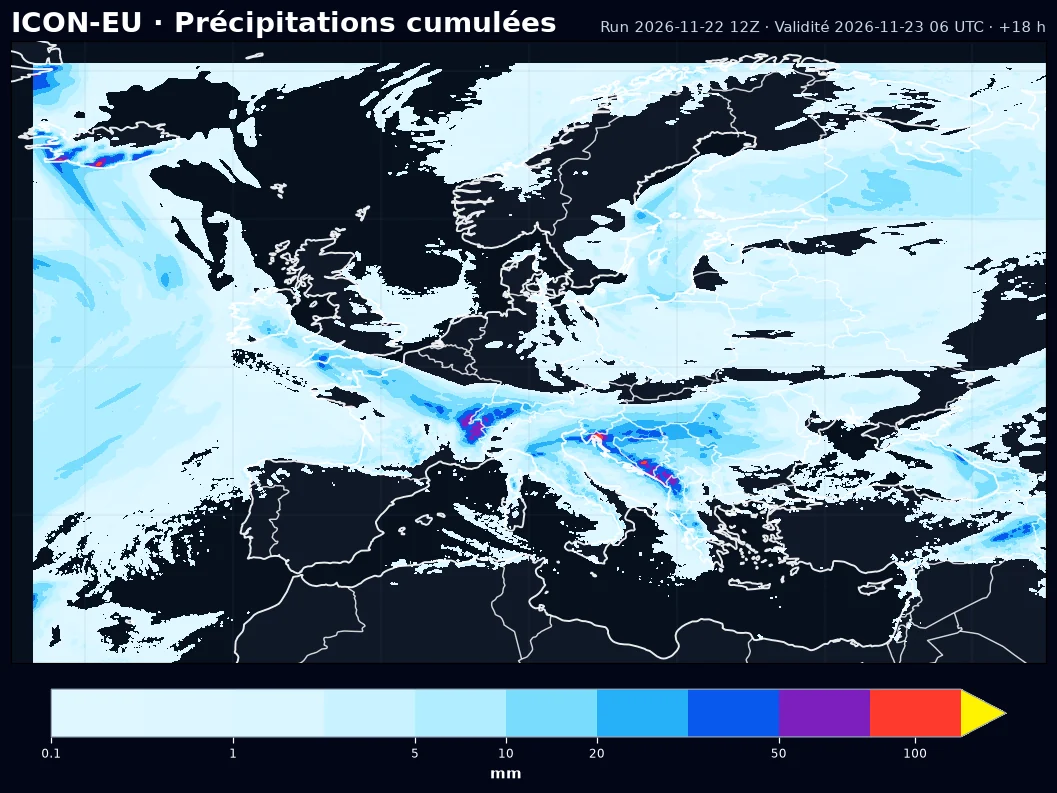 ICON-EU · Précipitations cumulées
Run 2026-11-22 12Z · Validité 2026-11-23 06 UTC · +18 h
0.1 1 5 10 20 50 100
mm